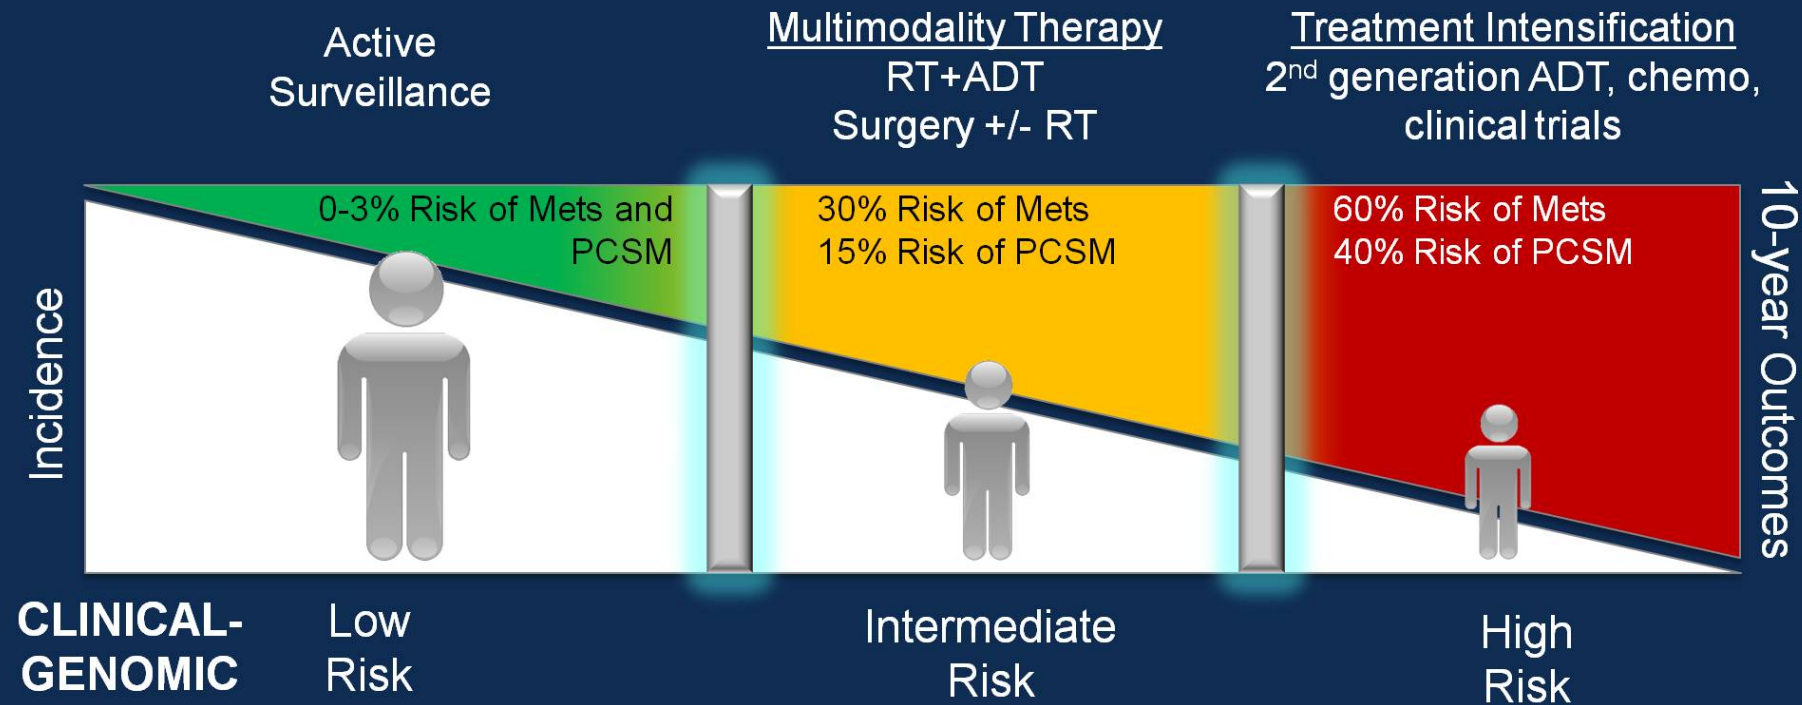 Active
Surveillance
Multimodality Therapy
RT+ADT
Surgery +/- RT
Treatment Intensification
2nd generation ADT, chemo,
clinical trials
0-3% Risk of Mets and
PCSM
30% Risk of Mets
15% Risk of PCSM
60% Risk of Mets
40% Risk of PCSM
Incidence
10-year Outcomes
CLINICAL-
GENOMIC
Low
Risk
Intermediate
Risk
High
Risk